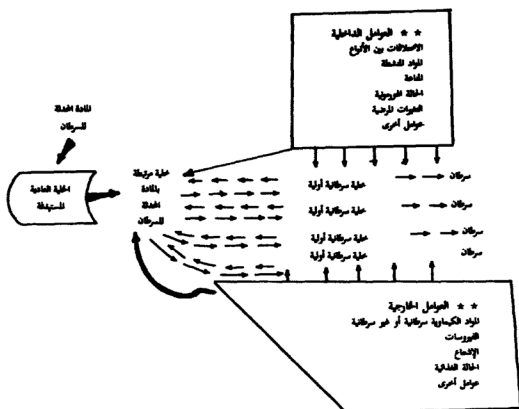 ★ ★ العوامل الداخلية
الاختلافات بين الأنواع
المواد المنشطة
المناعة
الحالة الهرمونية
التغيرات المرضية
عوامل أخرى
المادة المحدثة
للسرطان
الخلية العادية
المستهدفة
خلية مرتبطة
بالمادة
المحدثة
للسرطان
خلية سرطانية أولية
سرطان
خلية سرطانية أولية
سرطان
خلية سرطانية أولية
سرطان
خلية سرطانية أولية
سرطان
★ ★ العوامل الخارجية
المواد الكيماوية سرطانية أو غير سرطانية
الفيروسات
الإشعاع
الحالة الغذائية
عوامل أخرى